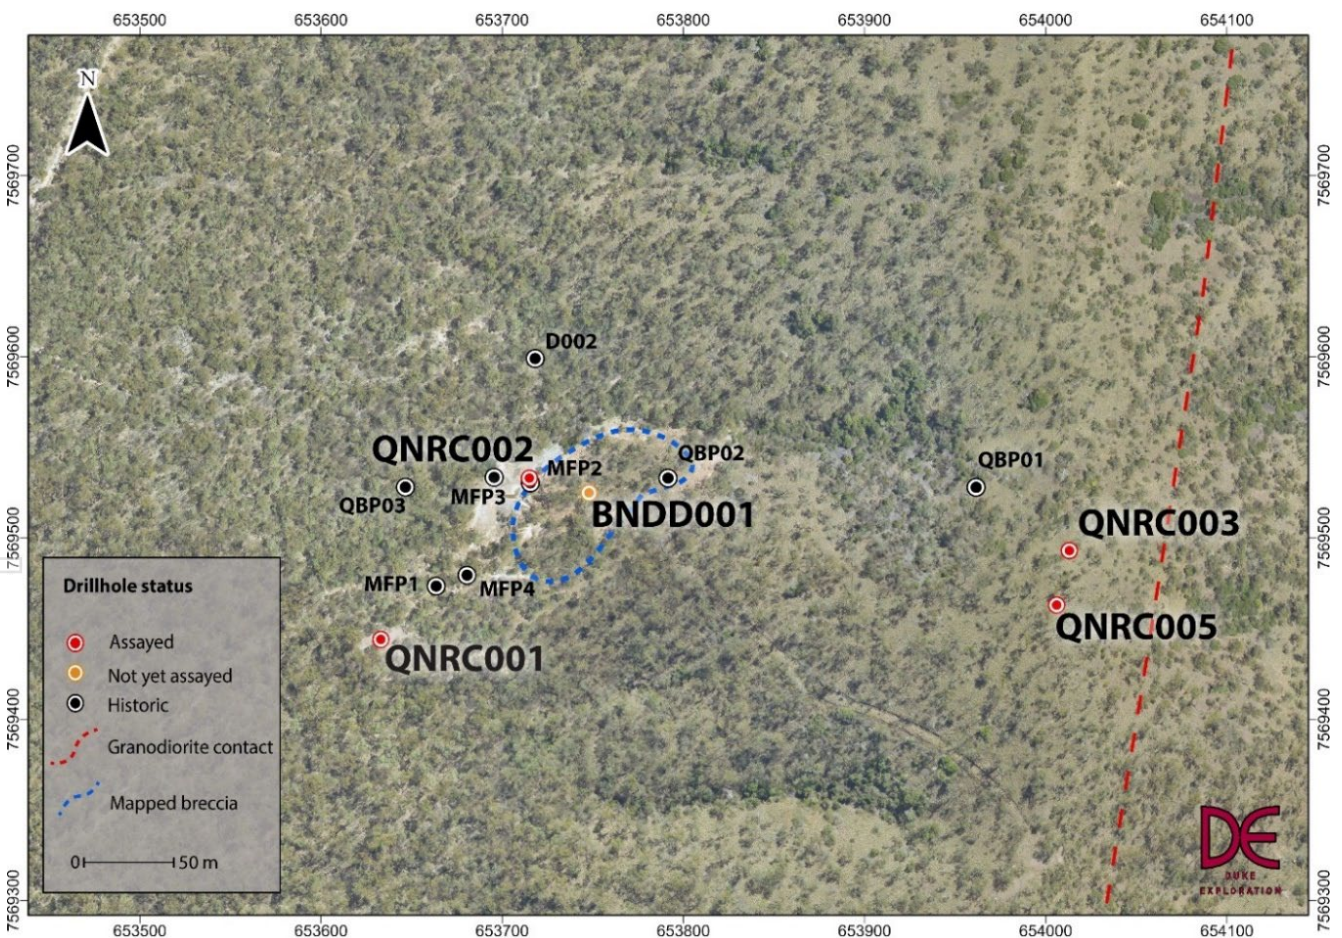 653500 653600 653700 653800 653900 654000 654100
N
7569700
7569700
7569600
7569600
D002
QNRC002
MFP2
QBP02
QBP01
MFP3
QBP03
BNDD001
QNRC003
7569500
7569500
MFP1
MFP4
QNRC005
QNRC001
Drillhole status
Assayed
Not yet assayed
Historic
Granodiorite contact
Mapped breccia
0 50 m
7569400
7569400
DE
DUKE
EXPLORATION
7569300
7569300
653500 653600 653700 653800 653900 654000 654100